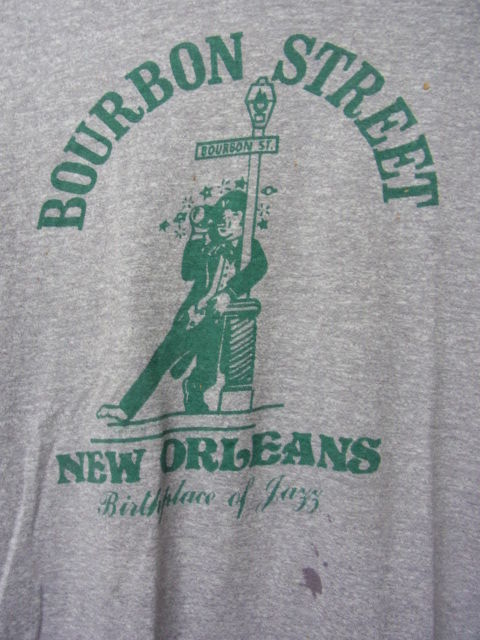 BOURBON STREET
BOURBON ST.
NEW ORLEANS
Birthplace of Jazz